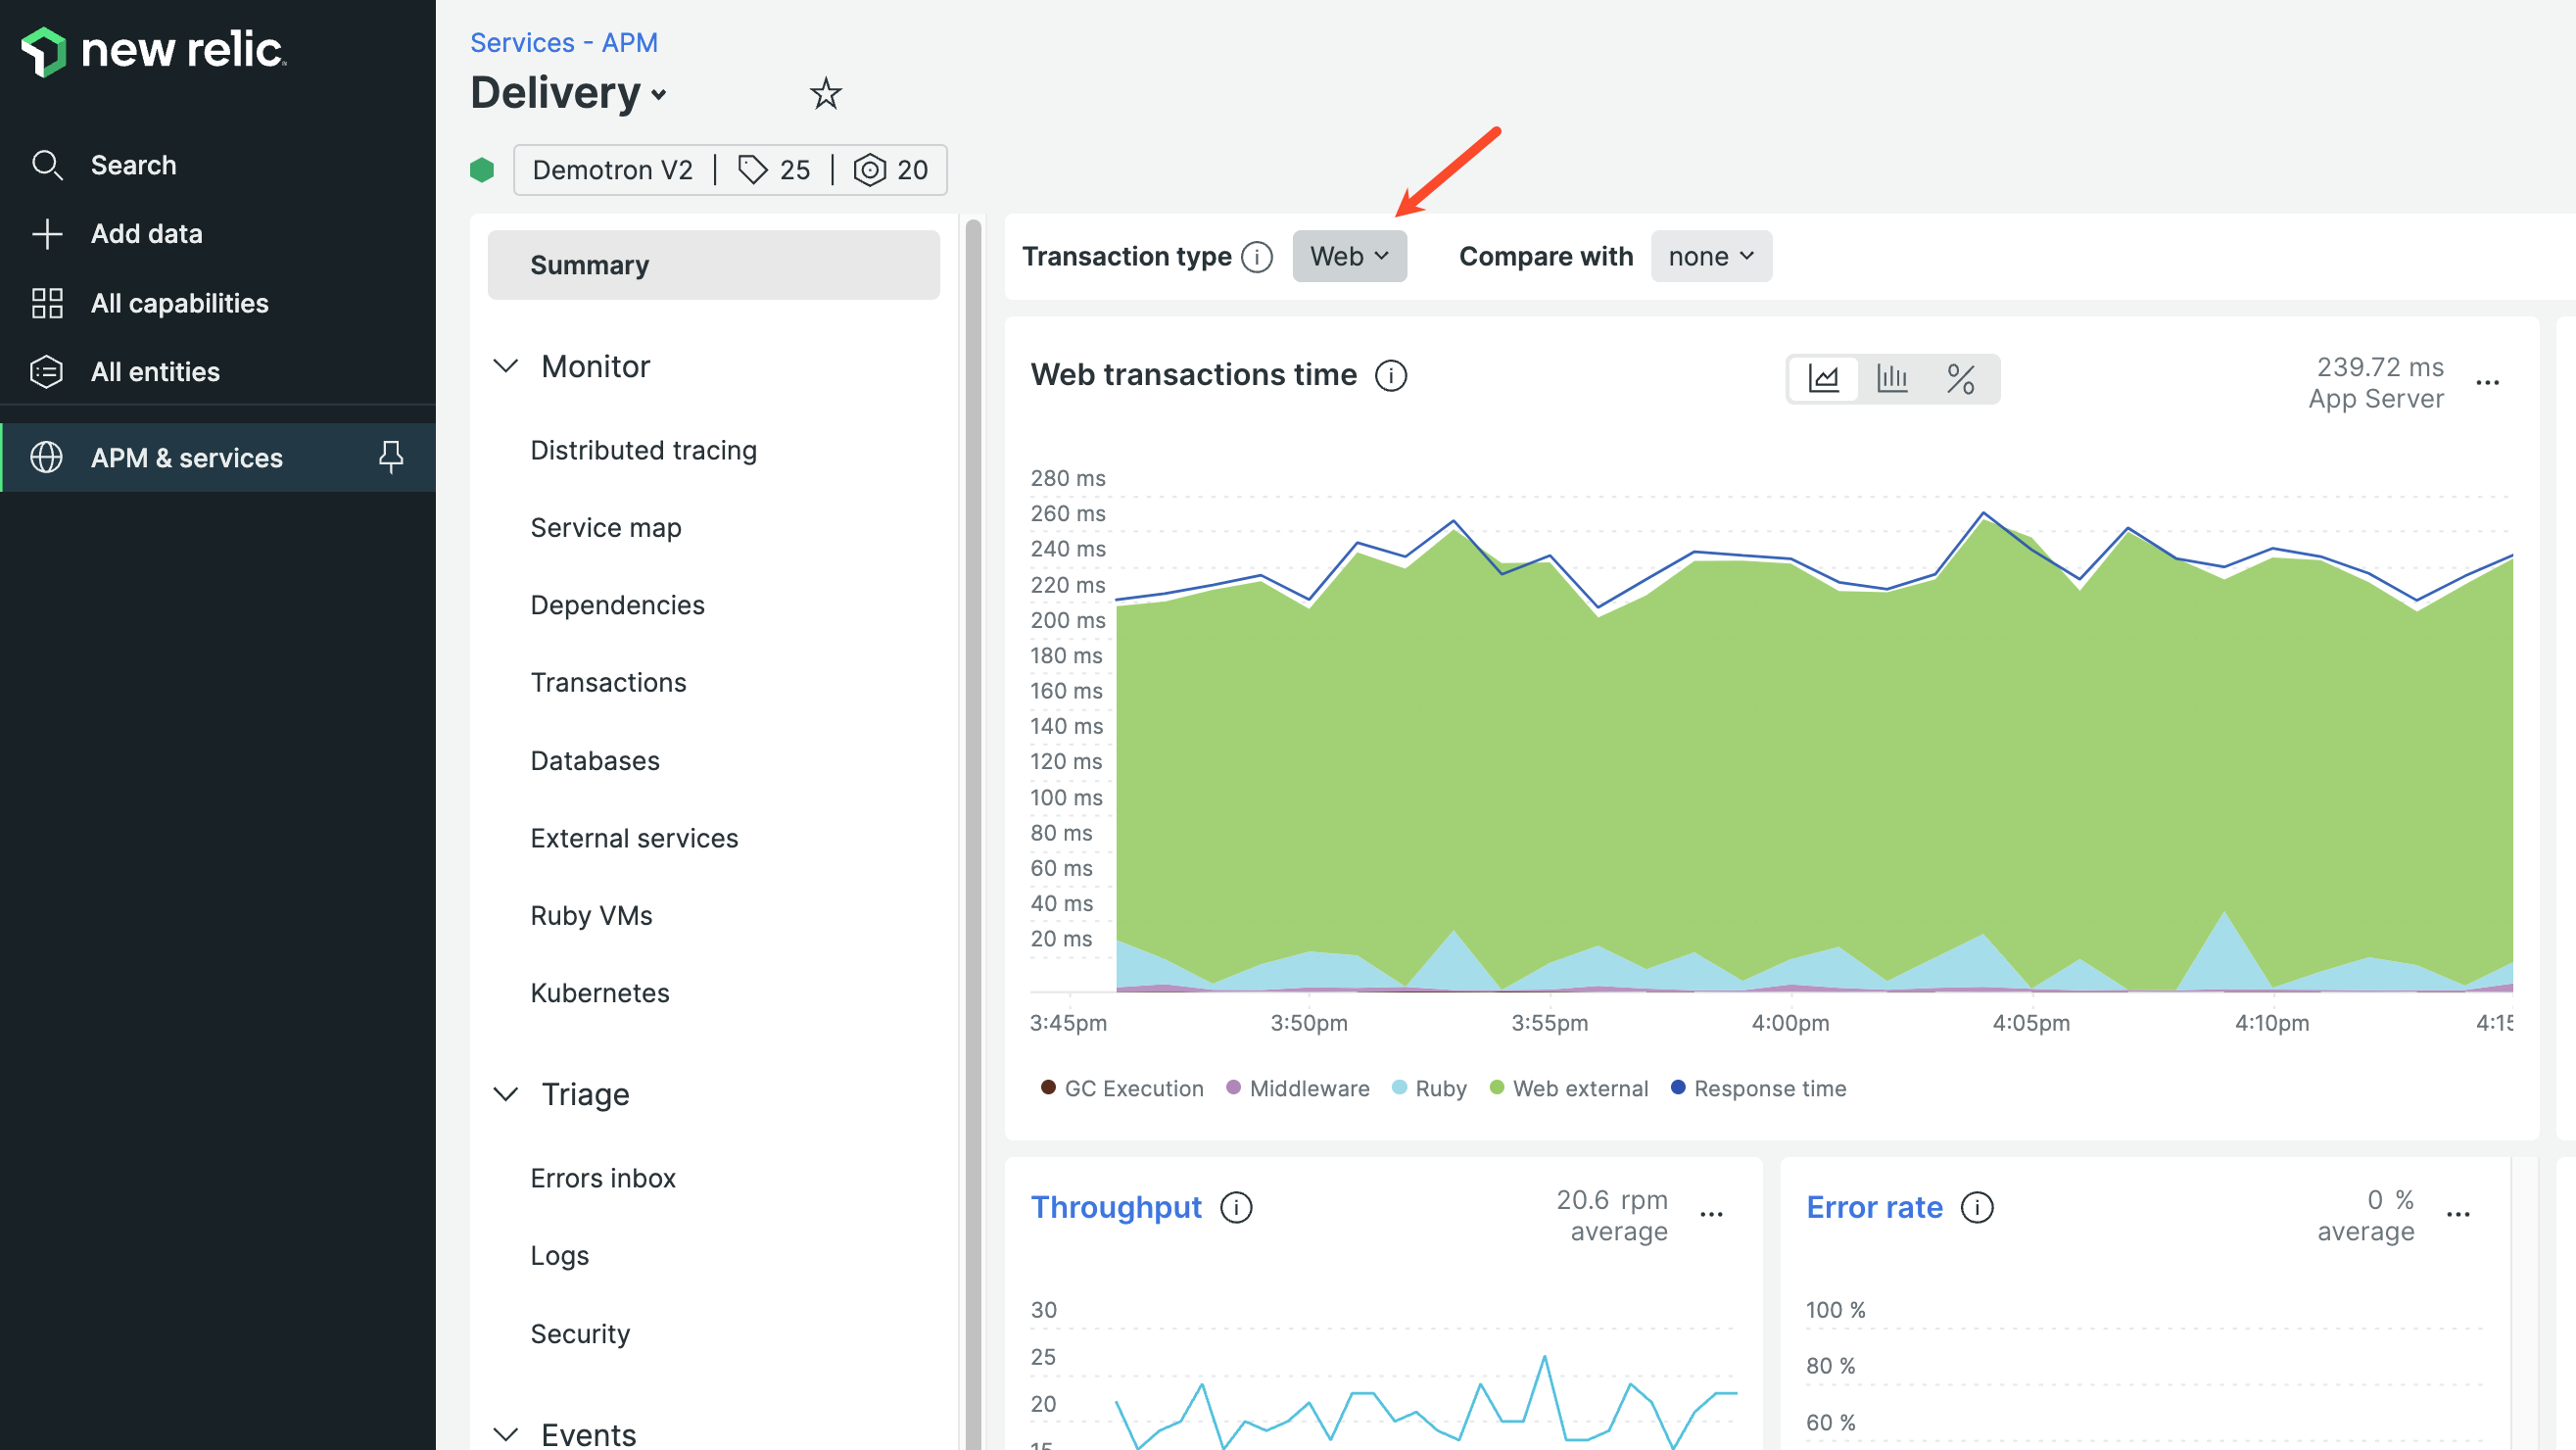 new relic
Search
Add data
All capabilities
All entities
APM & services
Services - APM
Delivery
Demotron V2 | 25 | 20
Summary
Monitor
Distributed tracing
Service map
Dependencies
Transactions
Databases
External services
Ruby VMs
Kubernetes
Triage
Errors inbox
Logs
Security
Events
Transaction type Web Compare with none
Web transactions time
%
239.72 ms
App Server
280 ms
260 ms
240 ms
220 ms
200 ms
180 ms
160 ms
140 ms
120 ms
100 ms
80 ms
60 ms
40 ms
20 ms
3:45pm 3:50pm 3:55pm 4:00pm 4:05pm 4:10pm 4:15
GC Execution Middleware Ruby Web external Response time
Throughput
20.6 rpm
average
30
25
20
15
Error rate
0 %
average
100 %
80 %
60 %